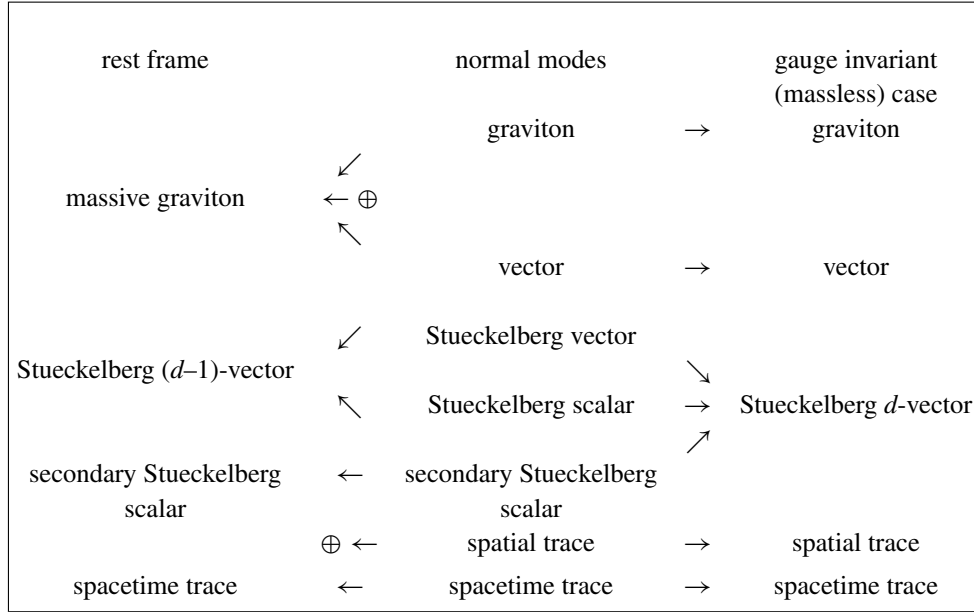 rest frame normal modes gauge invariant
(massless) case
graviton → graviton
↙
massive graviton ← ⊕
↖
vector → vector
↙ Stueckelberg vector
Stueckelberg (d–1)-vector ↘
↖ Stueckelberg scalar → Stueckelberg d-vector
↗
secondary Stueckelberg ← secondary Stueckelberg
scalar scalar
⊕ ← spatial trace → spatial trace
spacetime trace ← spacetime trace → spacetime trace